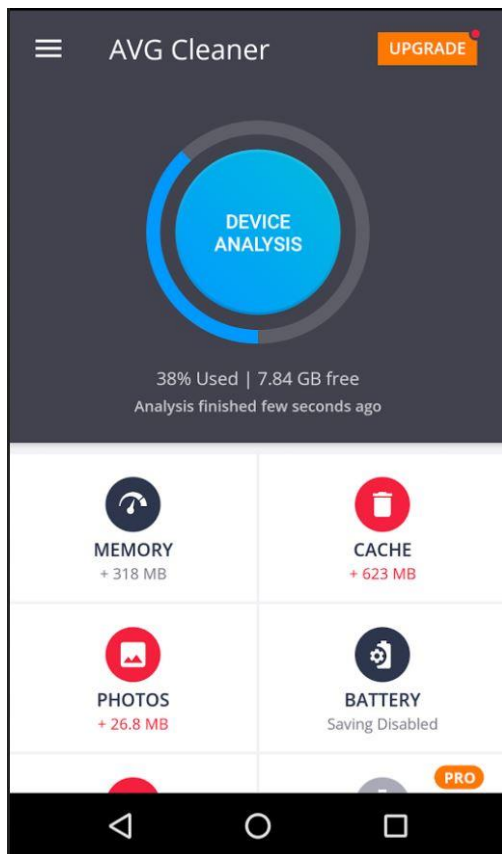 AVG Cleaner
UPGRADE
DEVICE
ANALYSIS
38% Used | 7.84 GB free
Analysis finished few seconds ago
MEMORY
+ 318 MB
CACHE
+ 623 MB
PHOTOS
+ 26.8 MB
BATTERY
Saving Disabled
PRO